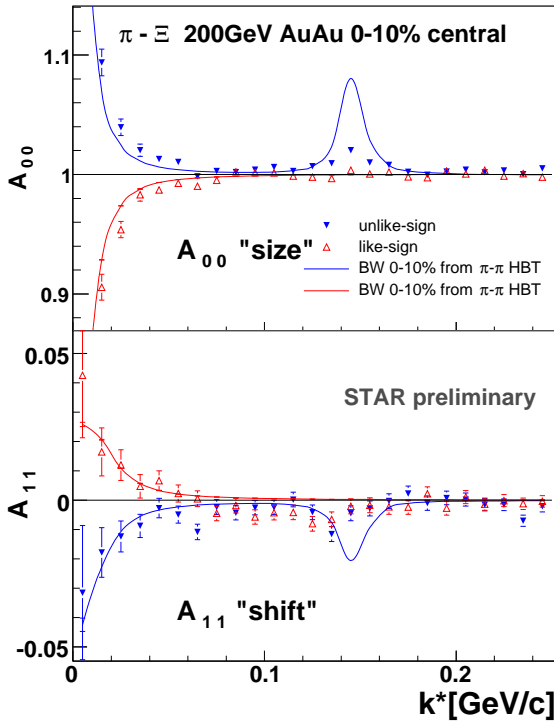 π - Ξ 200GeV AuAu 0-10% central
1.1
1
0.9
A₀₀
unlike-sign
like-sign
A₀₀ "size"
BW 0-10% from π-π HBT
BW 0-10% from π-π HBT
0.05
STAR preliminary
0
A₁₁
A₁₁ "shift"
-0.05
0
0.1
0.2
k*[GeV/c]